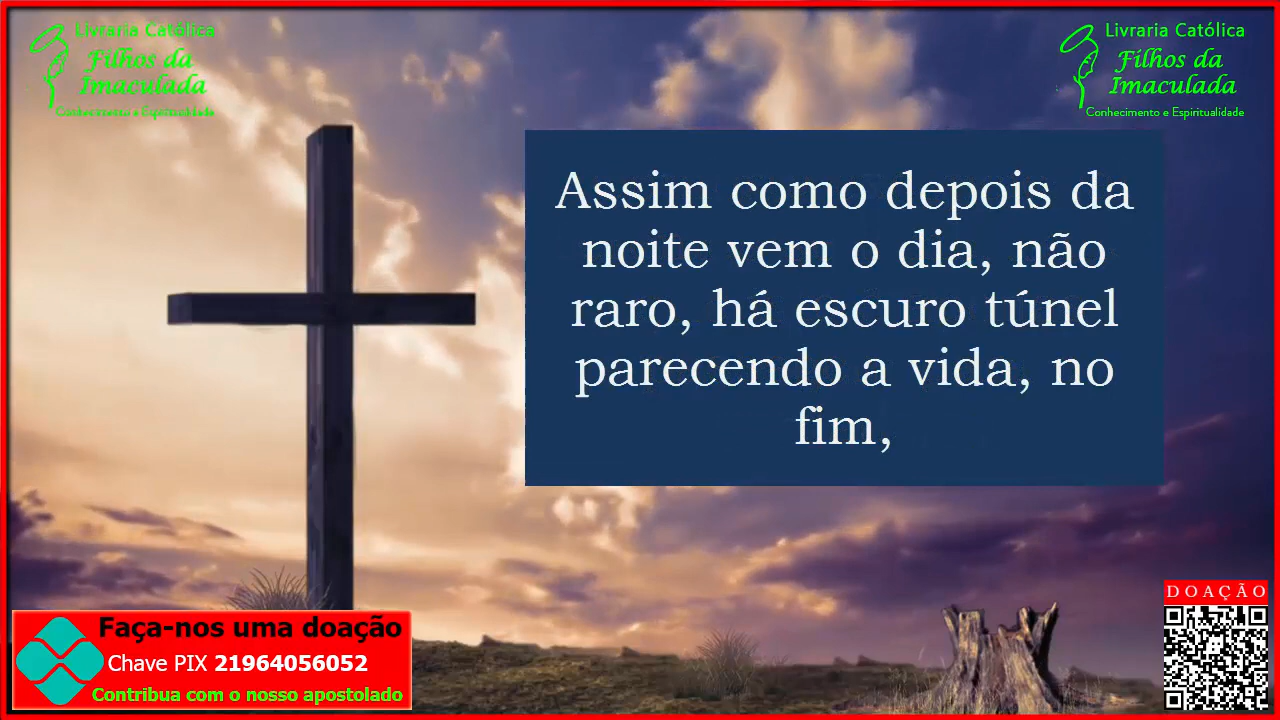 Livraria Católica
Filhos da
Imaculada
Conhecimento e Espiritualidade
Livraria Católica
Filhos da
Imaculada
Conhecimento e Espiritualidade
Assim como depois da
noite vem o dia, não
raro, há escuro túnel
parecendo a vida, no
fim,
DOAÇÃO
Faça-nos uma doação
Chave PIX 21964056052
Contribua com o nosso apostolado